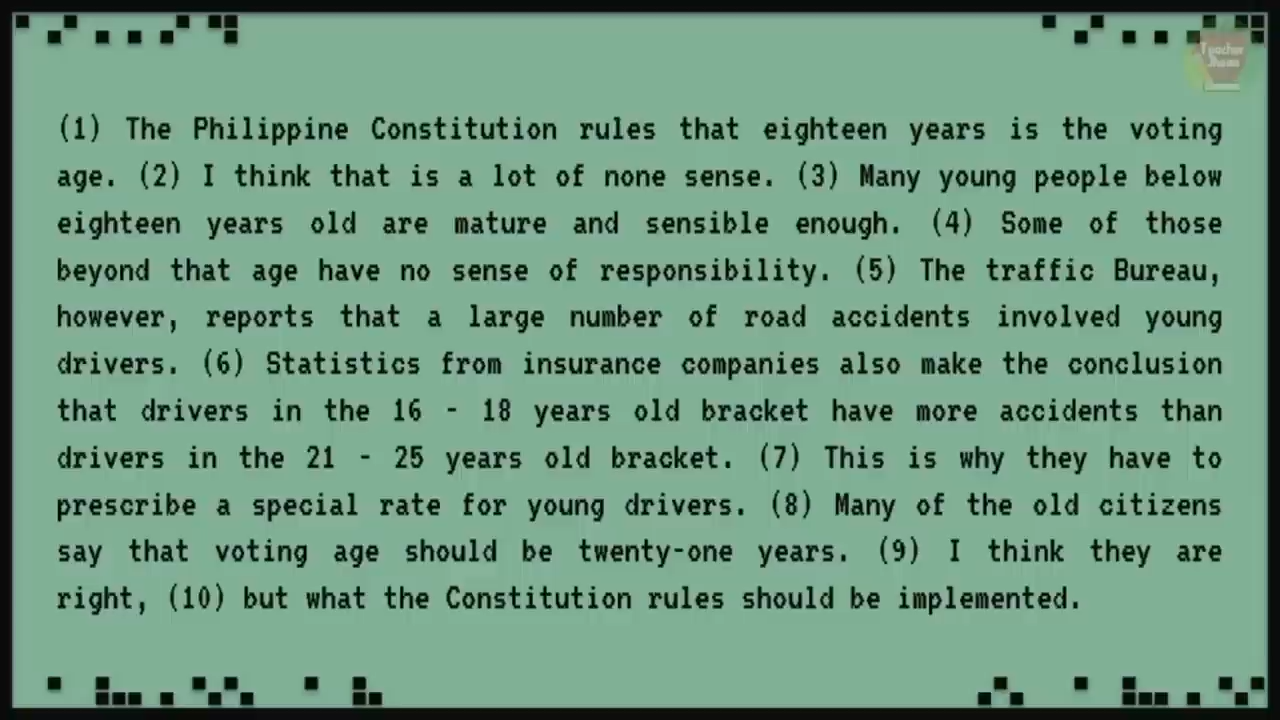 Teacher
Jhean
(1) The Philippine Constitution rules that eighteen years is the voting
age. (2) I think that is a lot of none sense. (3) Many young people below
eighteen years old are mature and sensible enough. (4) Some of those
beyond that age have no sense of responsibility. (5) The traffic Bureau,
however, reports that a large number of road accidents involved young
drivers. (6) Statistics from insurance companies also make the conclusion
that drivers in the 16 - 18 years old bracket have more accidents than
drivers in the 21 - 25 years old bracket. (7) This is why they have to
prescribe a special rate for young drivers. (8) Many of the old citizens
say that voting age should be twenty-one years. (9) I think they are
right, (10) but what the Constitution rules should be implemented.